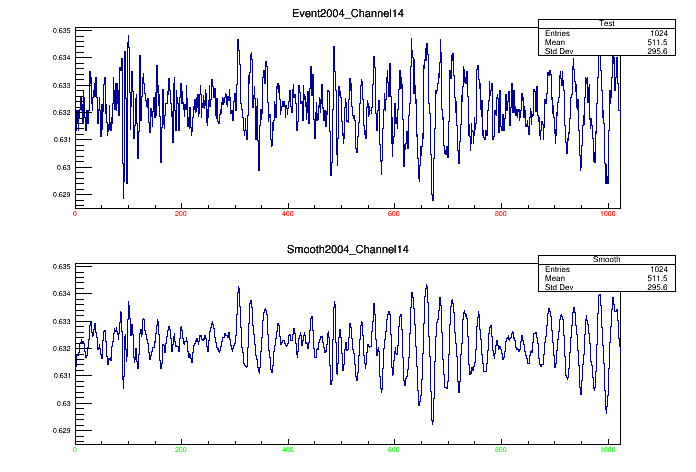 Event2004_Channel14
Test
Entries 1024
Mean 511.5
Std Dev 295.6
0.635
0.634
0.633
0.632
0.631
0.63
0.629
0 200 400 600 800 1000
Smooth2004_Channel14
Smooth
Entries 1024
Mean 511.5
Std Dev 295.6
0.635
0.634
0.633
0.632
0.631
0.63
0.629
0 200 400 600 800 1000